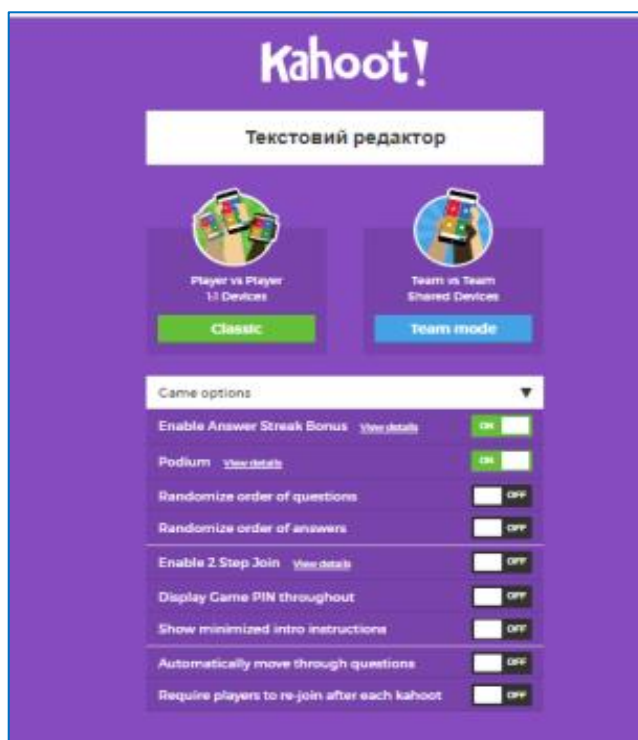 Kahoot!
Текстовий редактор
Player vs Player
1:1 Devices
Classic
Team vs Team
Shared Devices
Team mode
Game options
Enable Answer Streak Bonus View details ON
Podium View details ON
Randomize order of questions OFF
Randomize order of answers OFF
Enable 2 Step Join View details OFF
Display Game PIN throughout OFF
Show minimized intro instructions OFF
Automatically move through questions OFF
Require players to re-join after each kahoot OFF